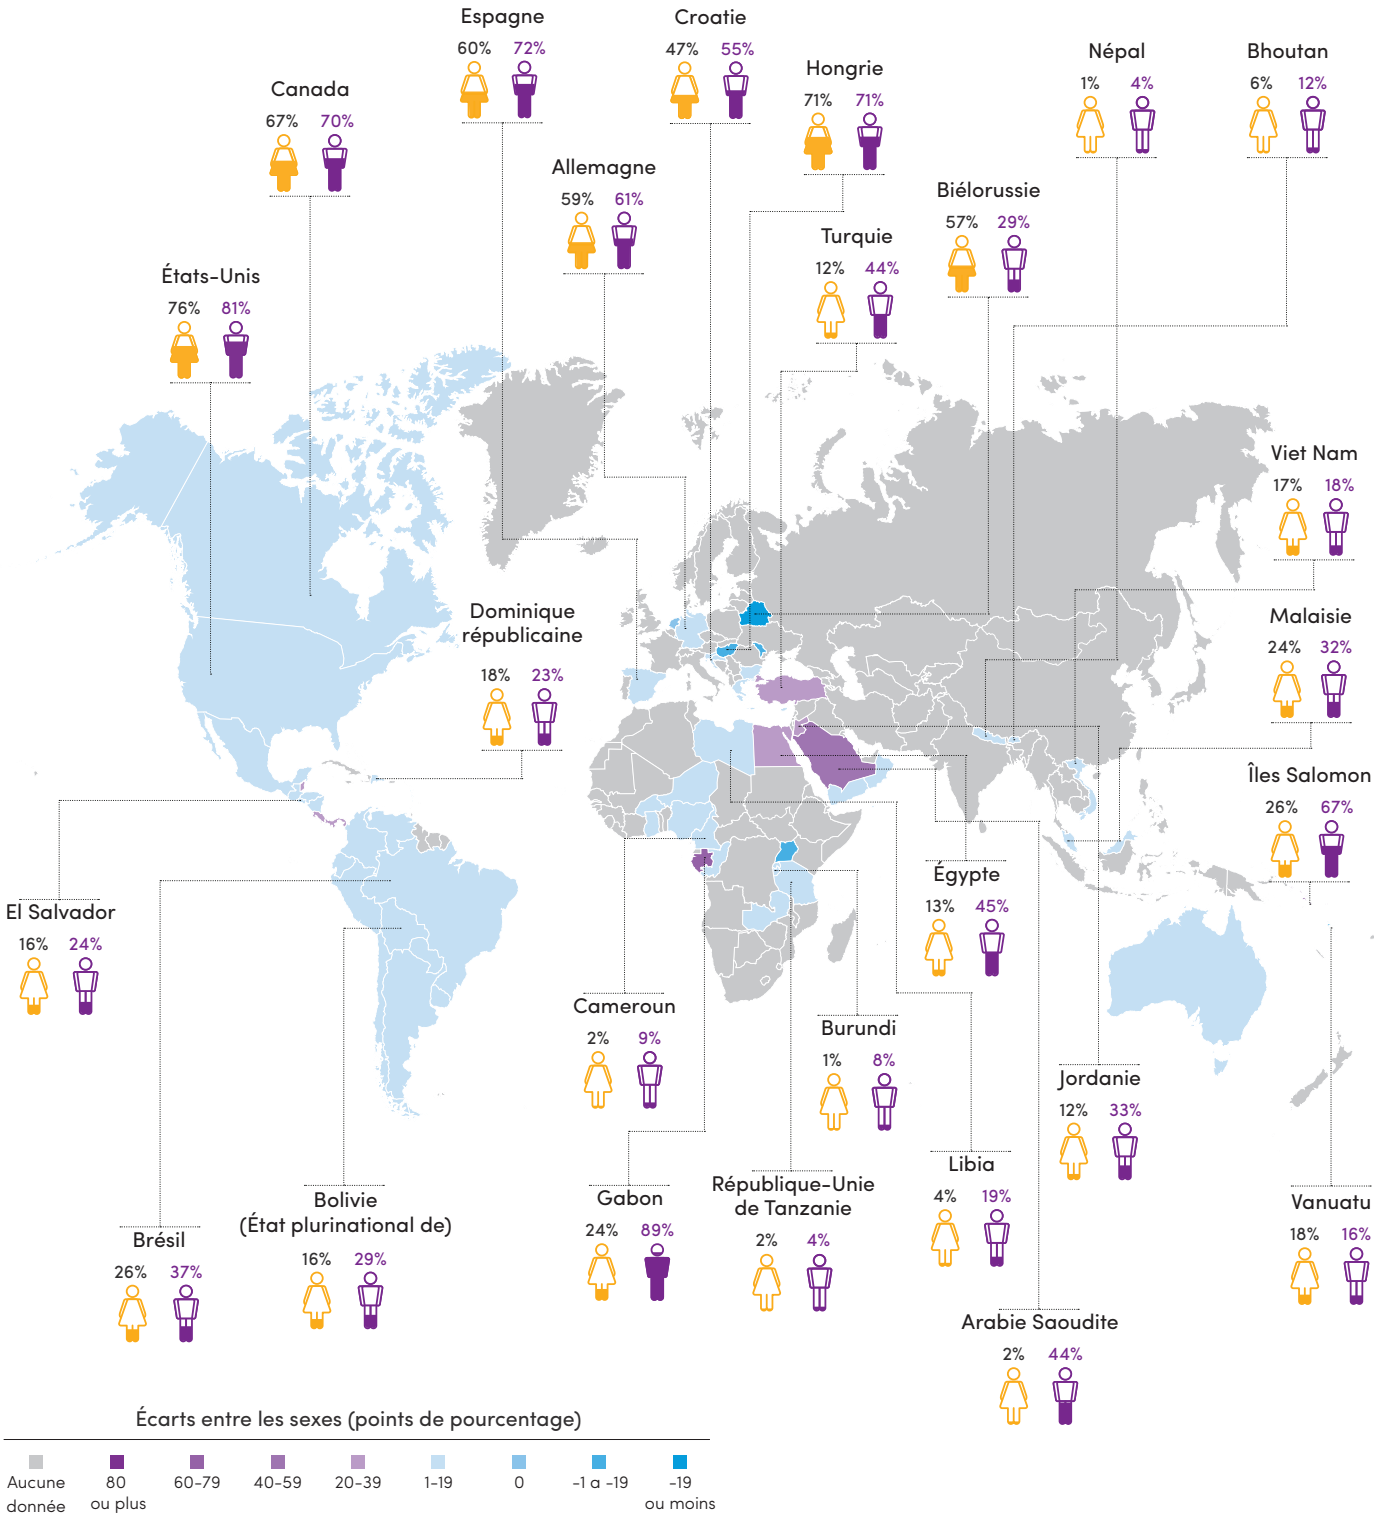 Espagne
60% 72%
Croatie
47% 55%
Hongrie
71% 71%
Népal
1% 4%
Bhoutan
6% 12%
Canada
67% 70%
Allemagne
59% 61%
Biélorussie
57% 29%
Turquie
12% 44%
États-Unis
76% 81%
Viet Nam
17% 18%
Dominique
républicaine
18% 23%
Malaisie
24% 32%
Îles Salomon
26% 67%
El Salvador
16% 24%
Égypte
13% 45%
Cameroun
2% 9%
Burundi
1% 8%
Jordanie
12% 33%
Libia
4% 19%
Gabon
24% 89%
République-Unie
de Tanzanie
2% 4%
Vanuatu
18% 16%
Bolivie
(État plurinational de)
16% 29%
Brésil
26% 37%
Arabie Saoudite
2% 44%
Écarts entre les sexes (points de pourcentage)
Aucune
donnée
80
ou plus
60-79
40-59
20-39
1-19
0
-1 a -19
-19
ou moins